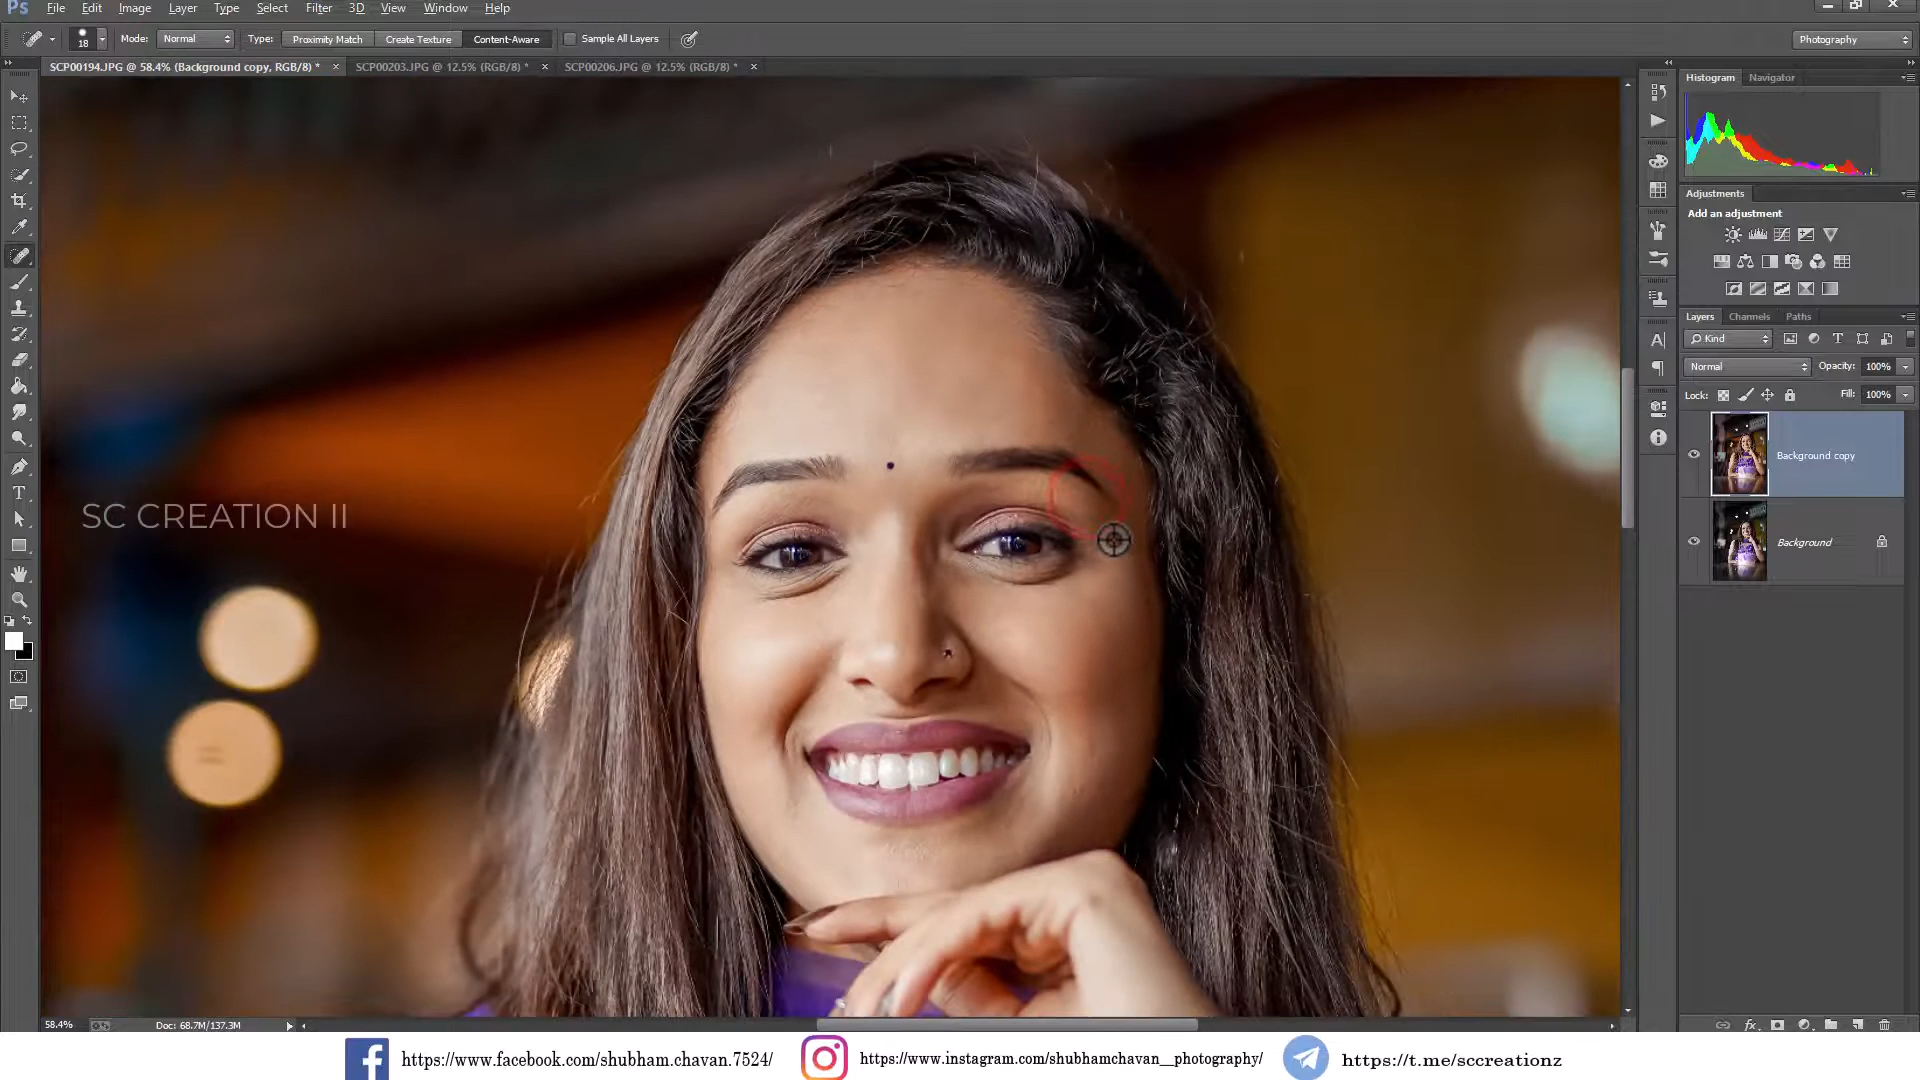 Ps File Edit Image Layer Type Select Filter 3D View Window Help
18 Mode: Normal Type: Proximity Match Create Texture Content-Aware Sample All Layers Photography
SCP00194.JPG @ 58.4% (Background copy, RGB/8) * × SCP00203.JPG @ 12.5% (RGB/8) * × SCP00206.JPG @ 12.5% (RGB/8) * ×
Histogram Navigator
Adjustments
Add an adjustment
Layers Channels Paths
Kind
Normal Opacity: 100%
Lock: Fill: 100%
Background copy
Background
SC CREATION II
58.4% Doc: 68.7M/137.3M
https://www.facebook.com/shubham.chavan.7524/ https://www.instagram.com/shubhamchavan__photography/ https://t.me/sccreationz